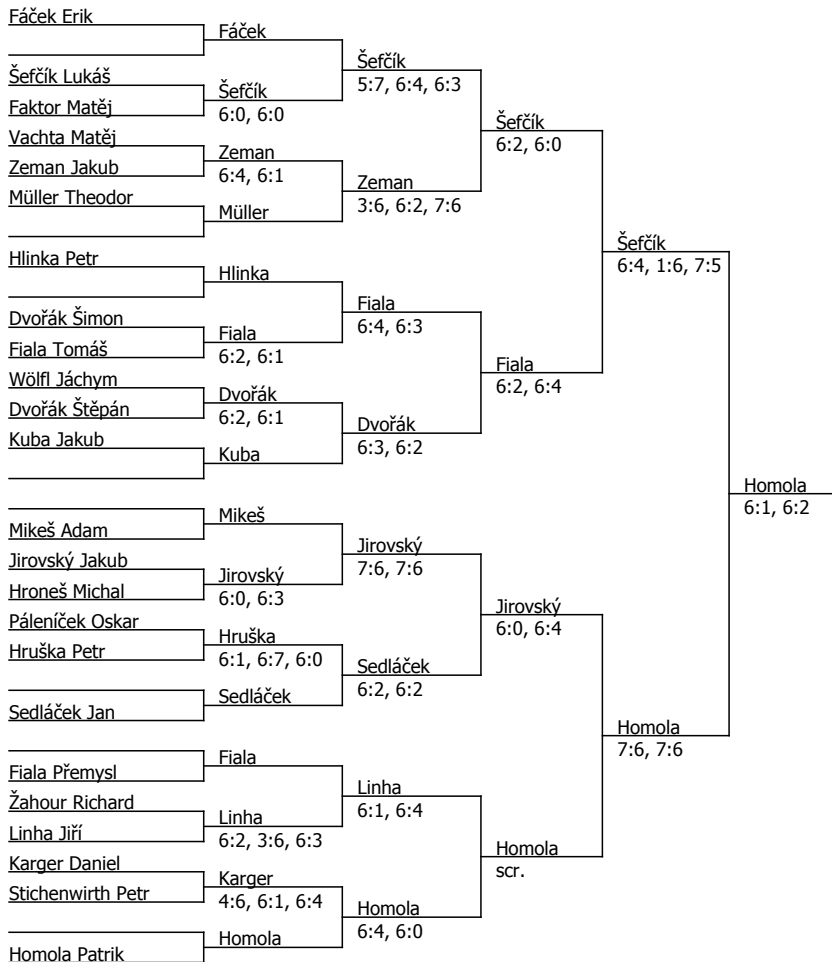 Fáček Erik
Fáček
Šefčík
5:7, 6:4, 6:3
Šefčík Lukáš
Šefčík
6:0, 6:0
Faktor Matěj
Šefčík
6:2, 6:0
Vachta Matěj
Zeman
6:4, 6:1
Zeman Jakub
Zeman
3:6, 6:2, 7:6
Müller Theodor
Müller
Šefčík
6:4, 1:6, 7:5
Hlinka Petr
Hlinka
Fiala
6:4, 6:3
Dvořák Šimon
Fiala
6:2, 6:1
Fiala Tomáš
Fiala
6:2, 6:4
Wölfl Jáchym
Dvořák
6:2, 6:1
Dvořák Štěpán
Dvořák
6:3, 6:2
Kuba Jakub
Kuba
Homola
6:1, 6:2
Mikeš
Mikeš Adam
Jirovský
7:6, 7:6
Jirovský Jakub
Jirovský
6:0, 6:3
Hroneš Michal
Jirovský
6:0, 6:4
Páleníček Oskar
Hruška
6:1, 6:7, 6:0
Hruška Petr
Sedláček
6:2, 6:2
Sedláček
Sedláček Jan
Homola
7:6, 7:6
Fiala
Fiala Přemysl
Linha
6:1, 6:4
Žahour Richard
Linha
6:2, 3:6, 6:3
Linha Jiří
Homola
scr.
Karger Daniel
Karger
4:6, 6:1, 6:4
Stichenwirth Petr
Homola
6:4, 6:0
Homola
Homola Patrik